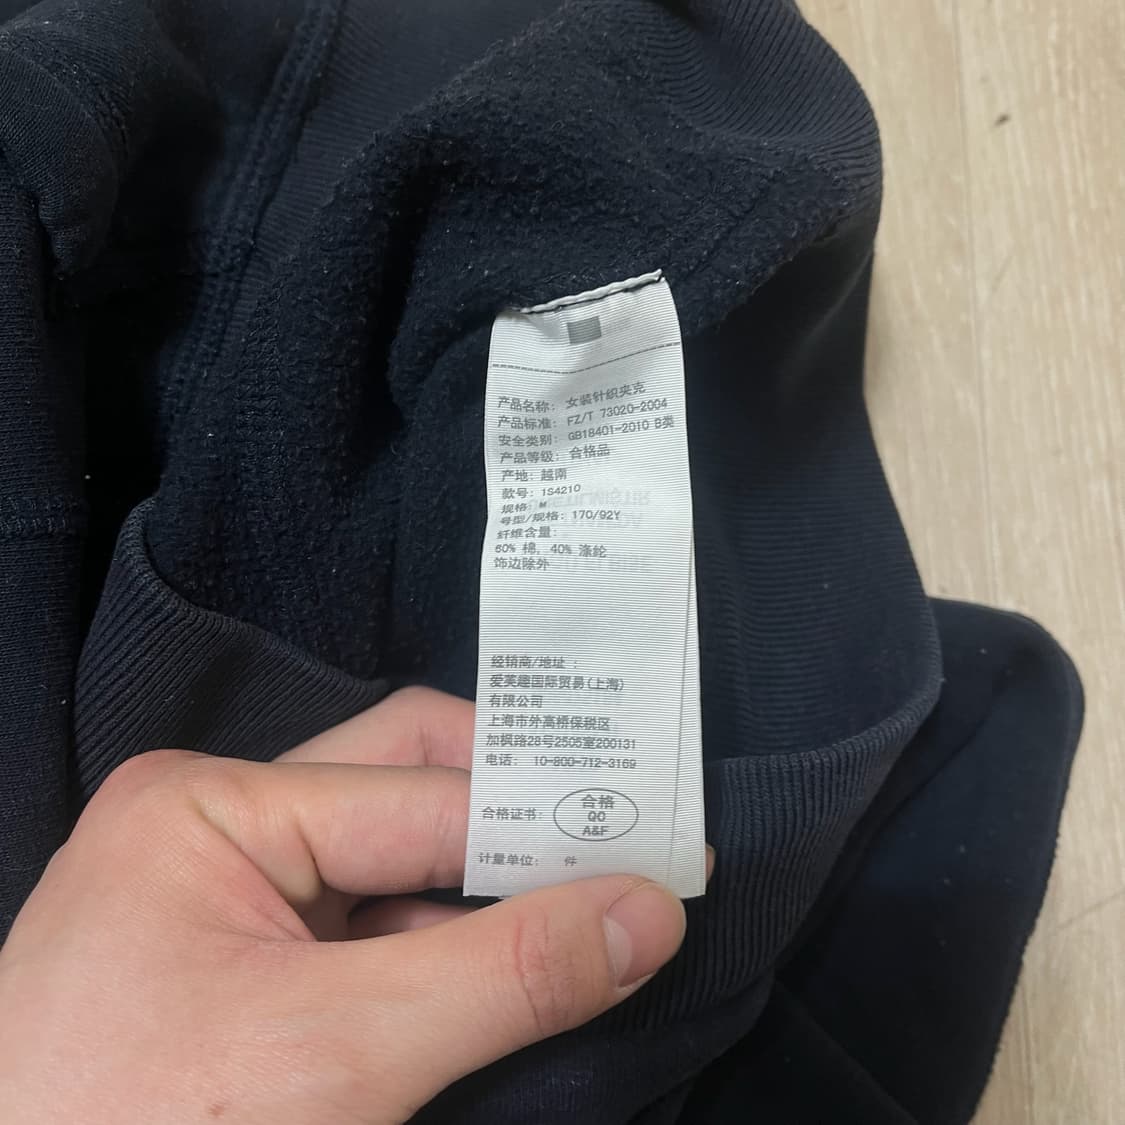 产品名称： 女装针织夹克
产品标准： FZ/T 73020-2004
安全类别： GB18401-2010 B类
产品等级： 合格品
产地： 越南
款号： 1S4210
规格： M
号型/规格： 170/92Y
纤维含量：
60% 棉, 40% 涤纶
饰边除外
经销商/地址 ：
爱芙趣国际贸易(上海)
有限公司
上海市外高桥保税区
加枫路28号2505室200131
电话： 10-800-712-3169
合格证书：
合格
QC
A&F
计量单位： 件